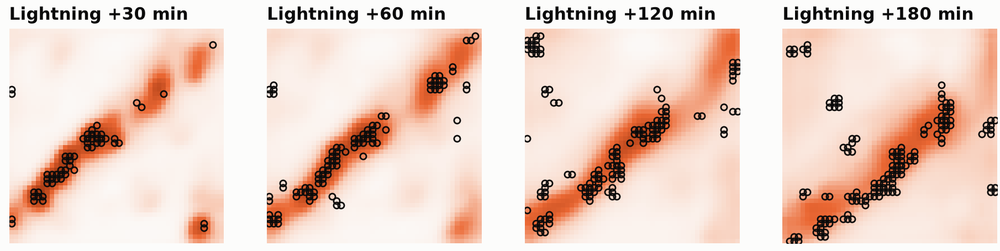 Lightning +30 min
Lightning +60 min
Lightning +120 min
Lightning +180 min